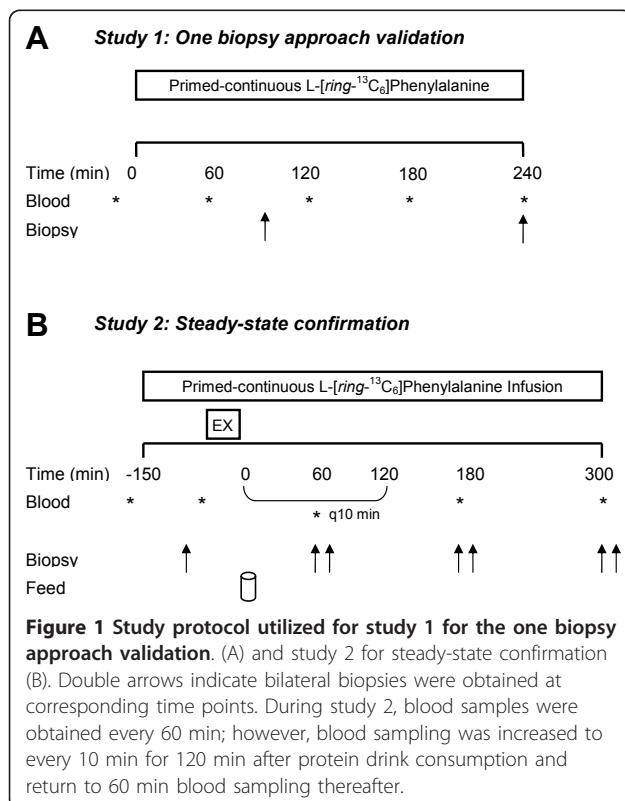 A Study 1: One biopsy approach validation
Primed-continuous L-[ring-¹³C₆]Phenylalanine
Time (min) 0 60 120 180 240
Blood * * * * *
Biopsy
B Study 2: Steady-state confirmation
Primed-continuous L-[ring-¹³C₆]Phenylalanine Infusion
EX
Time (min) -150 0 60 120 180 300
Blood * * * *
* q10 min
Biopsy
Feed
Figure 1 Study protocol utilized for study 1 for the one biopsy
approach validation. (A) and study 2 for steady-state confirmation
(B). Double arrows indicate bilateral biopsies were obtained at
corresponding time points. During study 2, blood samples were
obtained every 60 min; however, blood sampling was increased to
every 10 min for 120 min after protein drink consumption and
return to 60 min blood sampling thereafter.